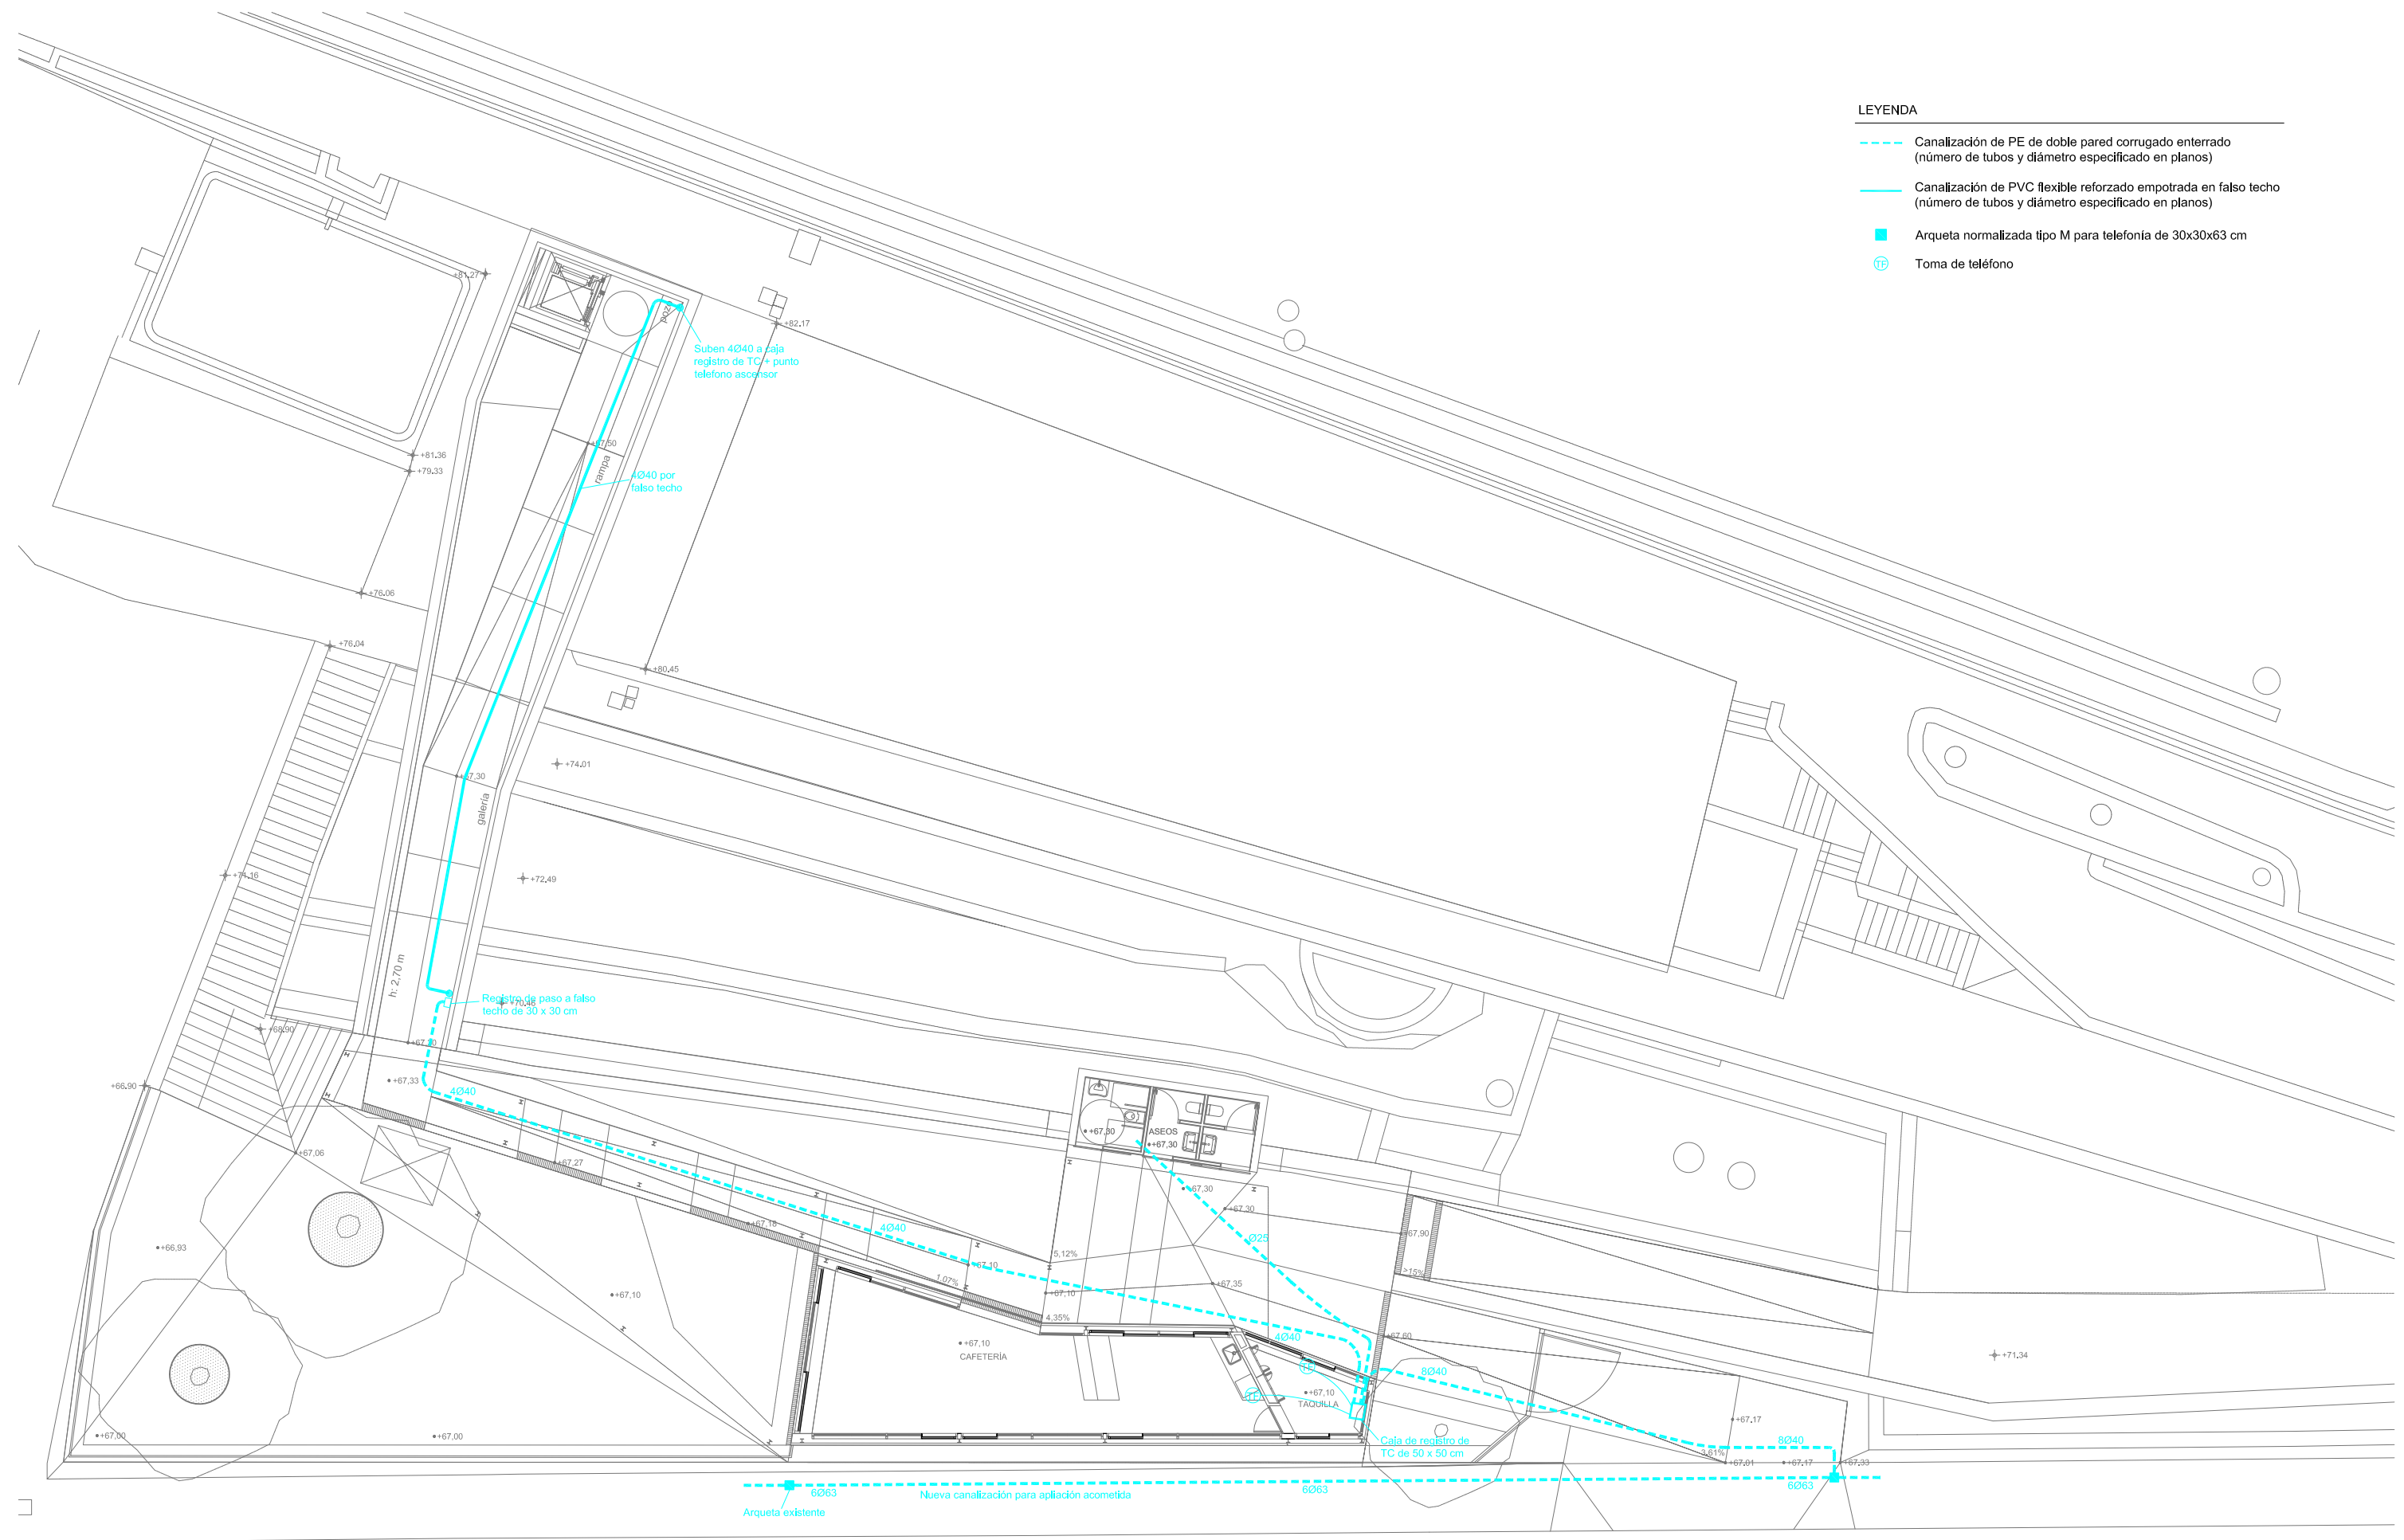 LEYENDA
Canalización de PE de doble pared corrugado enterrado
(número de tubos y diámetro especificado en planos)
Canalización de PVC flexible reforzado empotrada en falso techo
(número de tubos y diámetro especificado en planos)
Arqueta normalizada tipo M para telefonía de 30x30x63 cm
TF
Toma de teléfono
+81,27
pozo
+82.17
Suben 4Ø40 a caja
registro de TC + punto
telefono ascensor
+67,50
+81.36
+79.33
rampa
4Ø40 por
falso techo
+76.06
+76.04
+80.45
+74.01
+67,30
galería
+71.16
+72.49
h: 2,70 m
Registro de paso a falso
+70.46
techo de 30 x 30 cm
+68.90
+67,20
+66.90
+67,33
4Ø40
+67,30
ASEOS
+67,30
+67,06
+67,27
+67,30
+67,18
4Ø40
+67,30
+67,90
Ø25
+66,93
5,12%
+67,10
>15%
1,07%
+67,35
+67,10
+67,10
4,35%
+67,60
4Ø40
+67,10
CAFETERÍA
+71.34
TF
8Ø40
TF
+67,10
TAQUILLA
+67,17
+67,00
+67,00
Caja de registro de
TC de 50 x 50 cm
8Ø40
3,61%
+67,01
+67,17
+67,33
6Ø63
Nueva canalización para apliación acometida
6Ø63
6Ø63
Arqueta existente